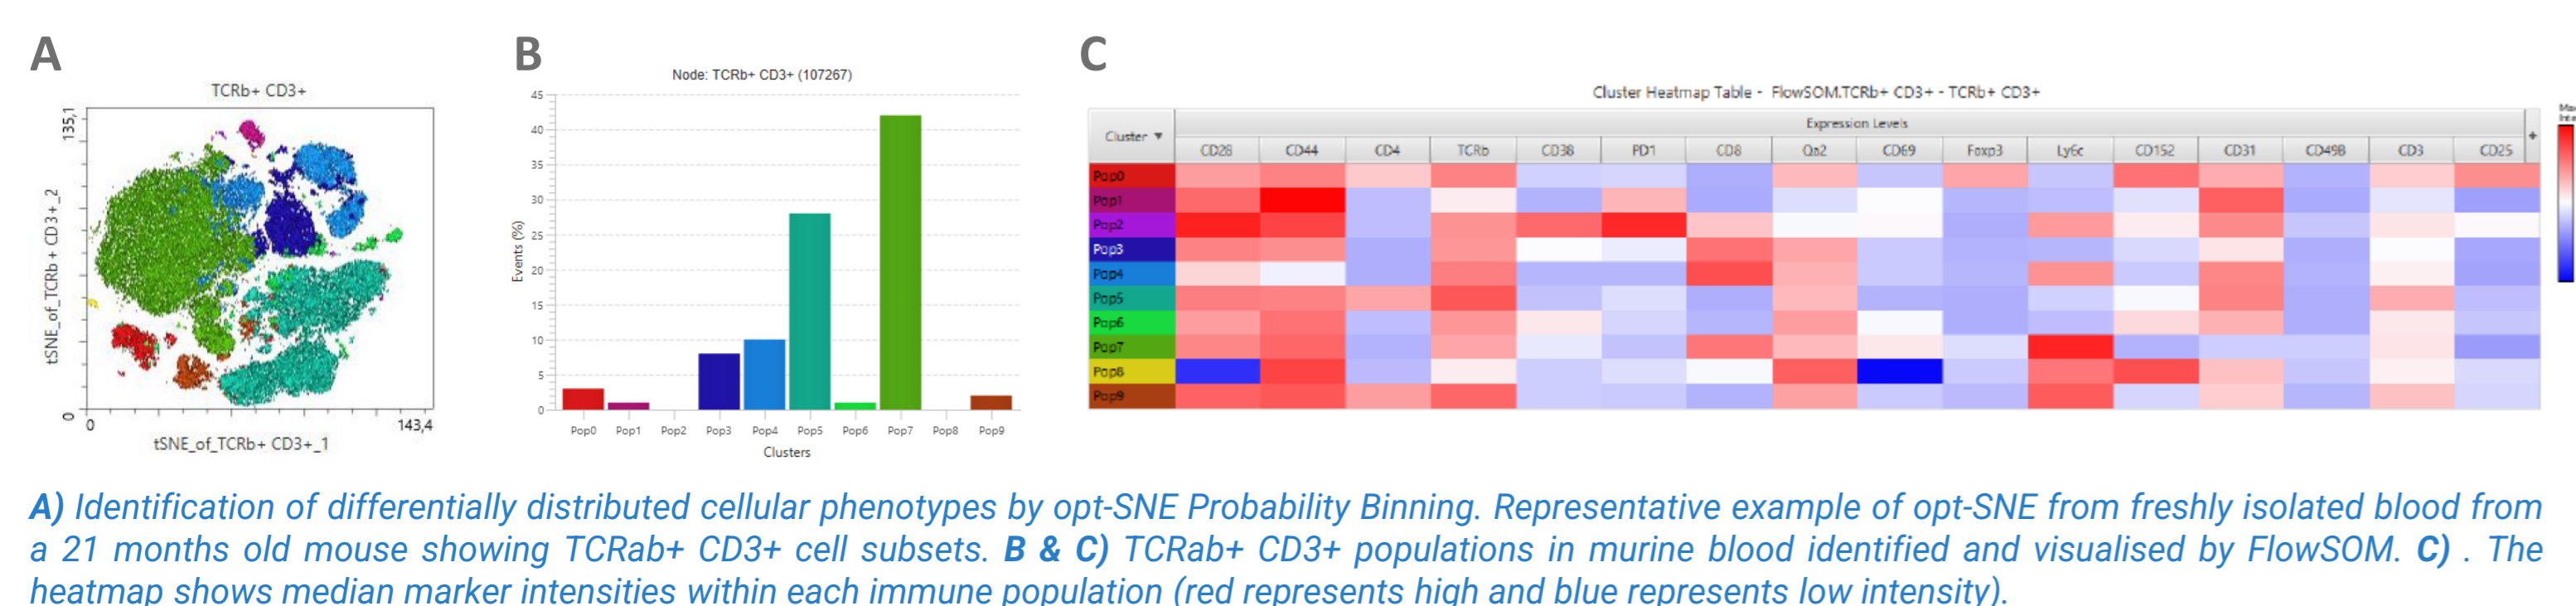 A
B
C
TCRb+ CD3+
135,1
tSNE_of_TCRb+ CD3+_2
0
0
143,4
tSNE_of_TCRb+ CD3+_1
Node: TCRb+ CD3+ (107267)
Events (%)
45
40
35
30
25
20
15
10
5
0
Pop0 Pop1 Pop2 Pop3 Pop4 Pop5 Pop6 Pop7 Pop8 Pop9
Clusters
Cluster Heatmap Table - FlowSOM.TCRb+ CD3+ - TCRb+ CD3+
Cluster ▼ Expression Levels +
CD28 CD44 CD4 TCRb CD38 PD1 CD8 Qa2 CD69 Foxp3 Ly6c CD152 CD31 CD49B CD3 CD25
Pop0
Pop1
Pop2
Pop3
Pop4
Pop5
Pop6
Pop7
Pop8
Pop9
A) Identification of differentially distributed cellular phenotypes by opt-SNE Probability Binning. Representative example of opt-SNE from freshly isolated blood from
a 21 months old mouse showing TCRab+ CD3+ cell subsets. B & C) TCRab+ CD3+ populations in murine blood identified and visualised by FlowSOM. C) . The
heatmap shows median marker intensities within each immune population (red represents high and blue represents low intensity).